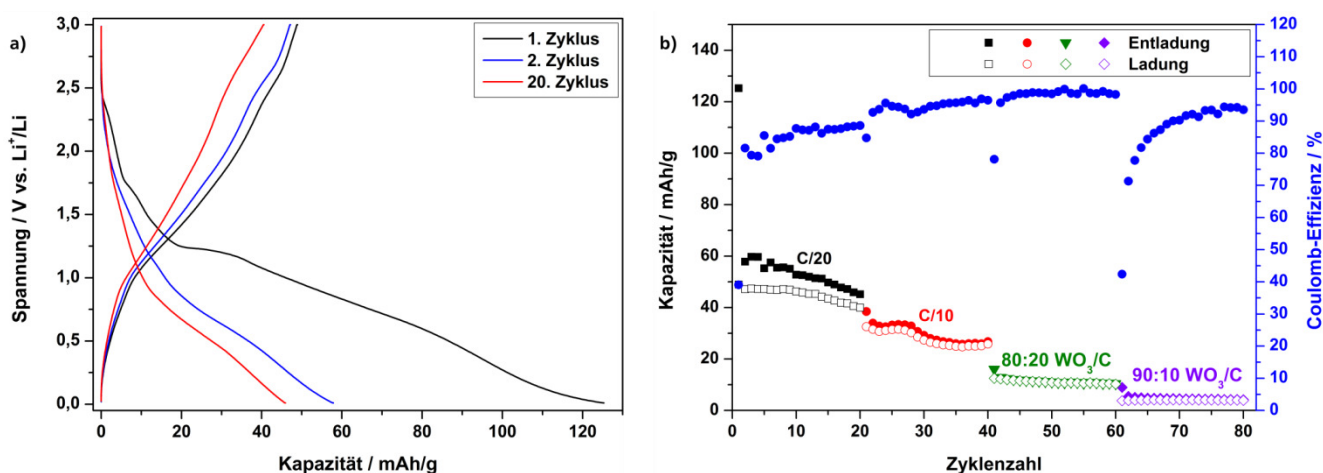 a)
1. Zyklus
2. Zyklus
20. Zyklus
3,0
2,5
2,0
1,5
1,0
0,5
0,0
Spannung / V vs. Li⁺/Li
0 20 40 60 80 100 120
Kapazität / mAh/g
b)
Entladung
Ladung
140
120
100
80
60
40
20
0
Kapazität / mAh/g
C/20
C/10
80:20 WO₃/C
90:10 WO₃/C
120
110
100
90
80
70
60
50
40
30
20
10
0
Coulomb-Effizienz / %
0 10 20 30 40 50 60 70 80
Zyklenzahl